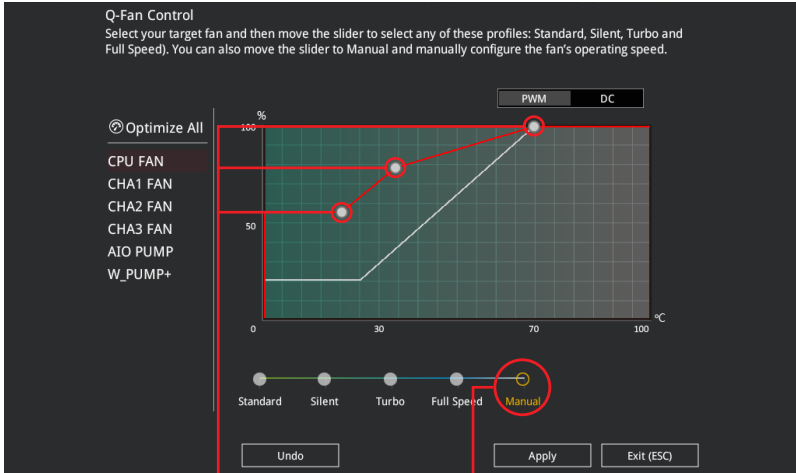 Q-Fan Control
Select your target fan and then move the slider to select any of these profiles: Standard, Silent, Turbo and
Full Speed). You can also move the slider to Manual and manually configure the fan's operating speed.
PWM DC
Optimize All
CPU FAN
CHA1 FAN
CHA2 FAN
CHA3 FAN
AIO PUMP
W_PUMP+
%
100
50
0 30 70 100
ºC
Standard Silent Turbo Full Speed Manual
Undo Apply Exit (ESC)